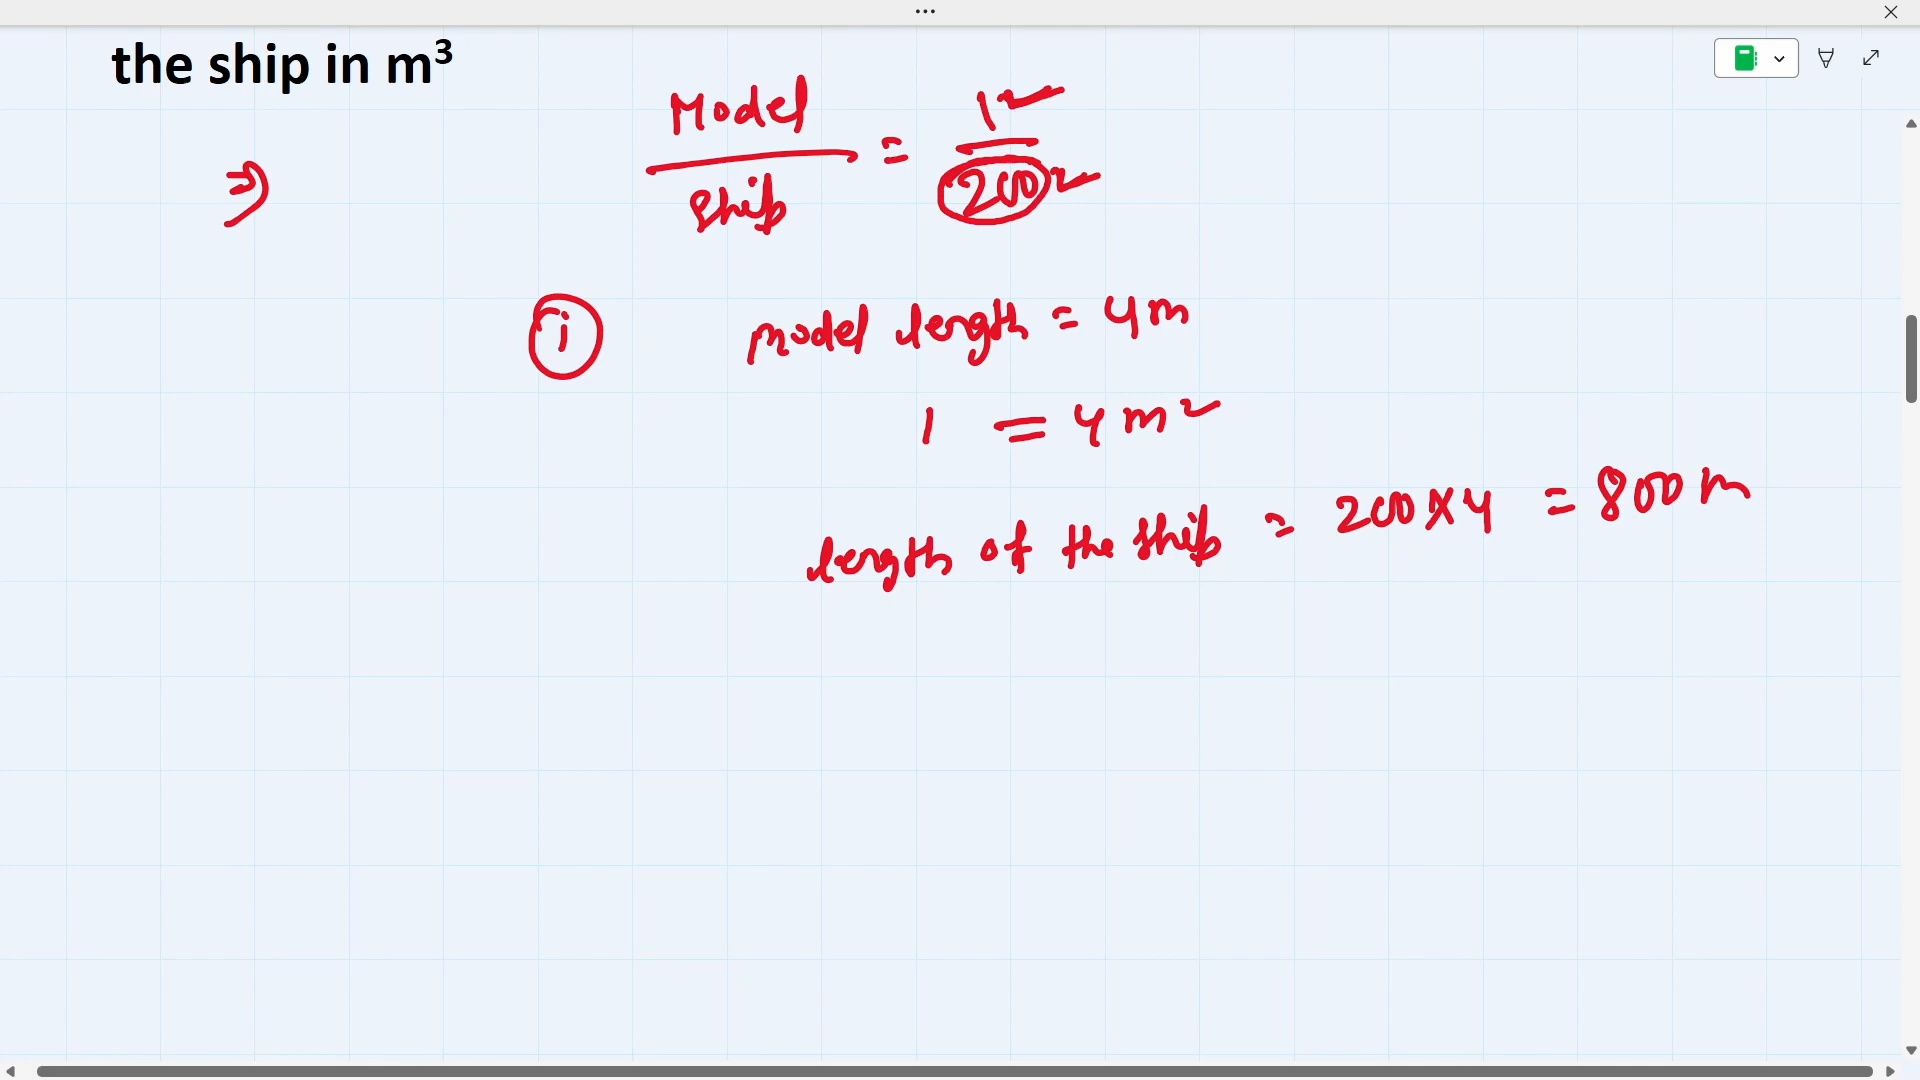 the ship in m³
⇒ Model/Ship = 1/200
i model length = 4m
1 = 4m
length of the ship = 200×4 = 800m